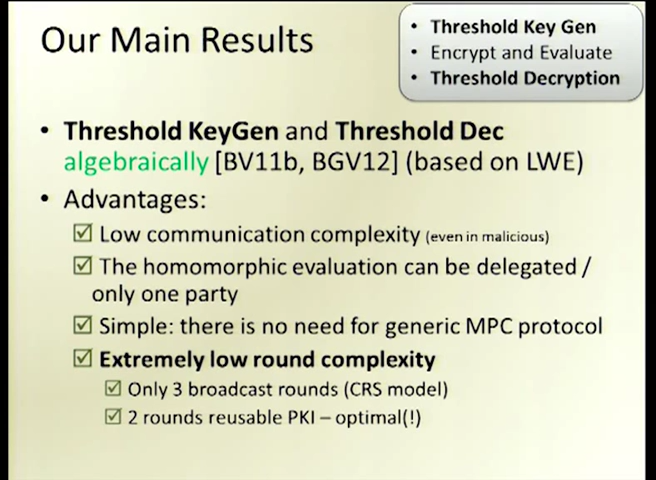 Our Main Results
• Threshold Key Gen
• Encrypt and Evaluate
• Threshold Decryption
• Threshold KeyGen and Threshold Dec
algebraically [BV11b, BGV12] (based on LWE)
• Advantages:
☑ Low communication complexity (even in malicious)
☑ The homomorphic evaluation can be delegated /
only one party
☑ Simple: there is no need for generic MPC protocol
☑ Extremely low round complexity
☑ Only 3 broadcast rounds (CRS model)
☑ 2 rounds reusable PKI – optimal(!)